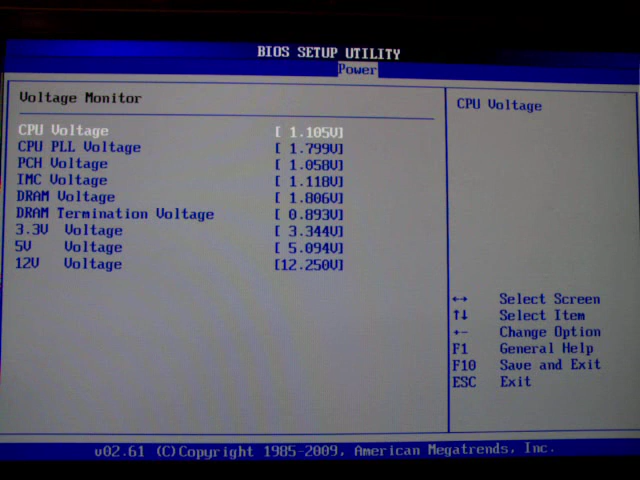 BIOS SETUP UTILITY
Power
Voltage Monitor
CPU Voltage [ 1.105V]
CPU PLL Voltage [ 1.799V]
PCH Voltage [ 1.058V]
IMC Voltage [ 1.118V]
DRAM Voltage [ 1.806V]
DRAM Termination Voltage [ 0.893V]
3.3V Voltage [ 3.344V]
5V Voltage [ 5.094V]
12V Voltage [12.250V]
CPU Voltage
↔ Select Screen
↑↓ Select Item
+- Change Option
F1 General Help
F10 Save and Exit
ESC Exit
v02.61 (C)Copyright 1985-2009, American Megatrends, Inc.